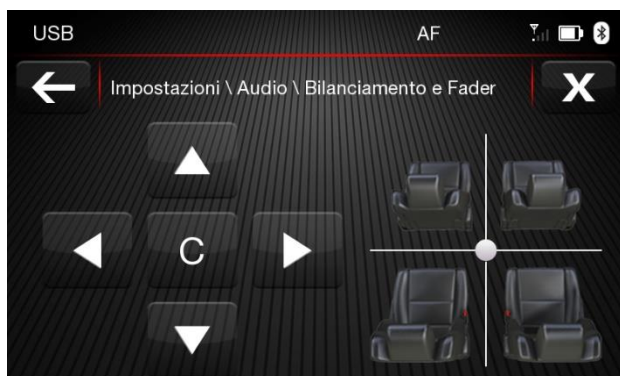 USB AF
Impostazioni \ Audio \ Bilanciamento e Fader
X
C